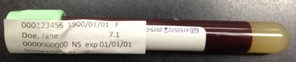 000123456 1900/01/01 F
Doe, Jane 7.1
0000000000 NS exp 01/01/01